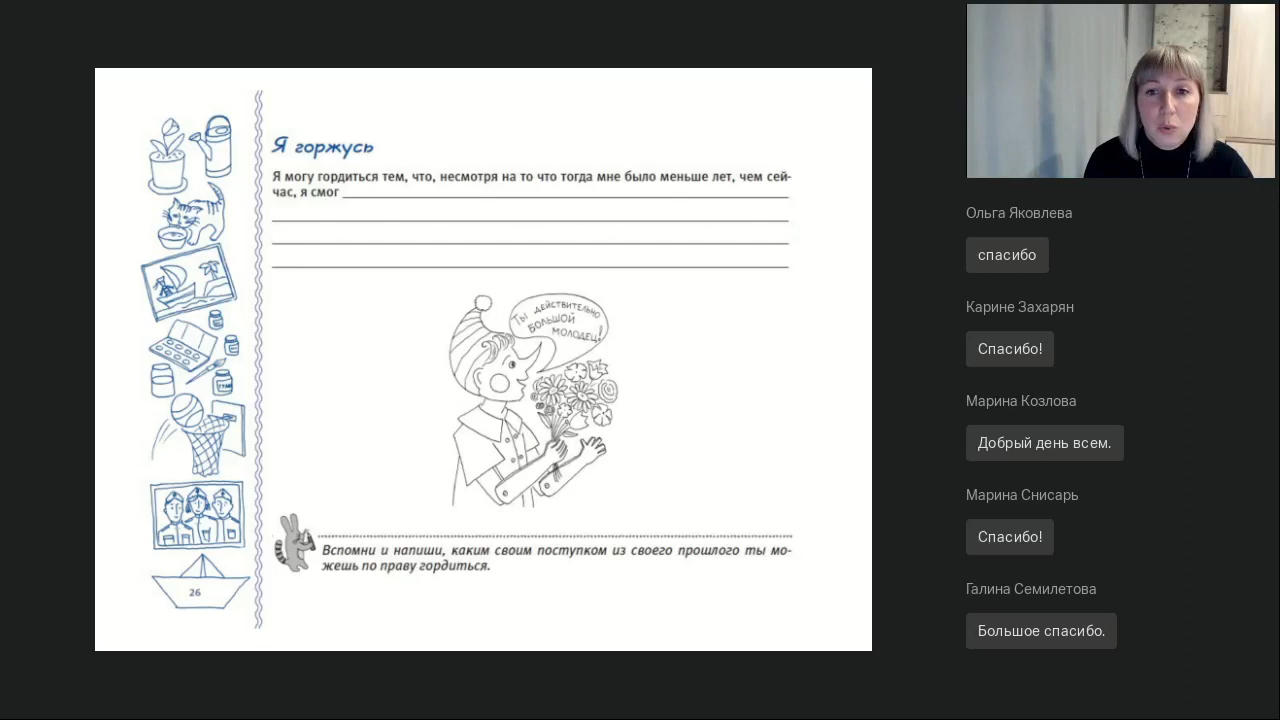 Я горжусь
Я могу гордиться тем, что, несмотря на то что тогда мне было меньше лет, чем сей-
час, я смог
Ты действительно
большой
молодец!
Вспомни и напиши, каким своим поступком из своего прошлого ты мо-
жешь по праву гордиться.
26
Ольга Яковлева
спасибо
Карине Захарян
Спасибо!
Марина Козлова
Добрый день всем.
Марина Снисарь
Спасибо!
Галина Семилетова
Большое спасибо.